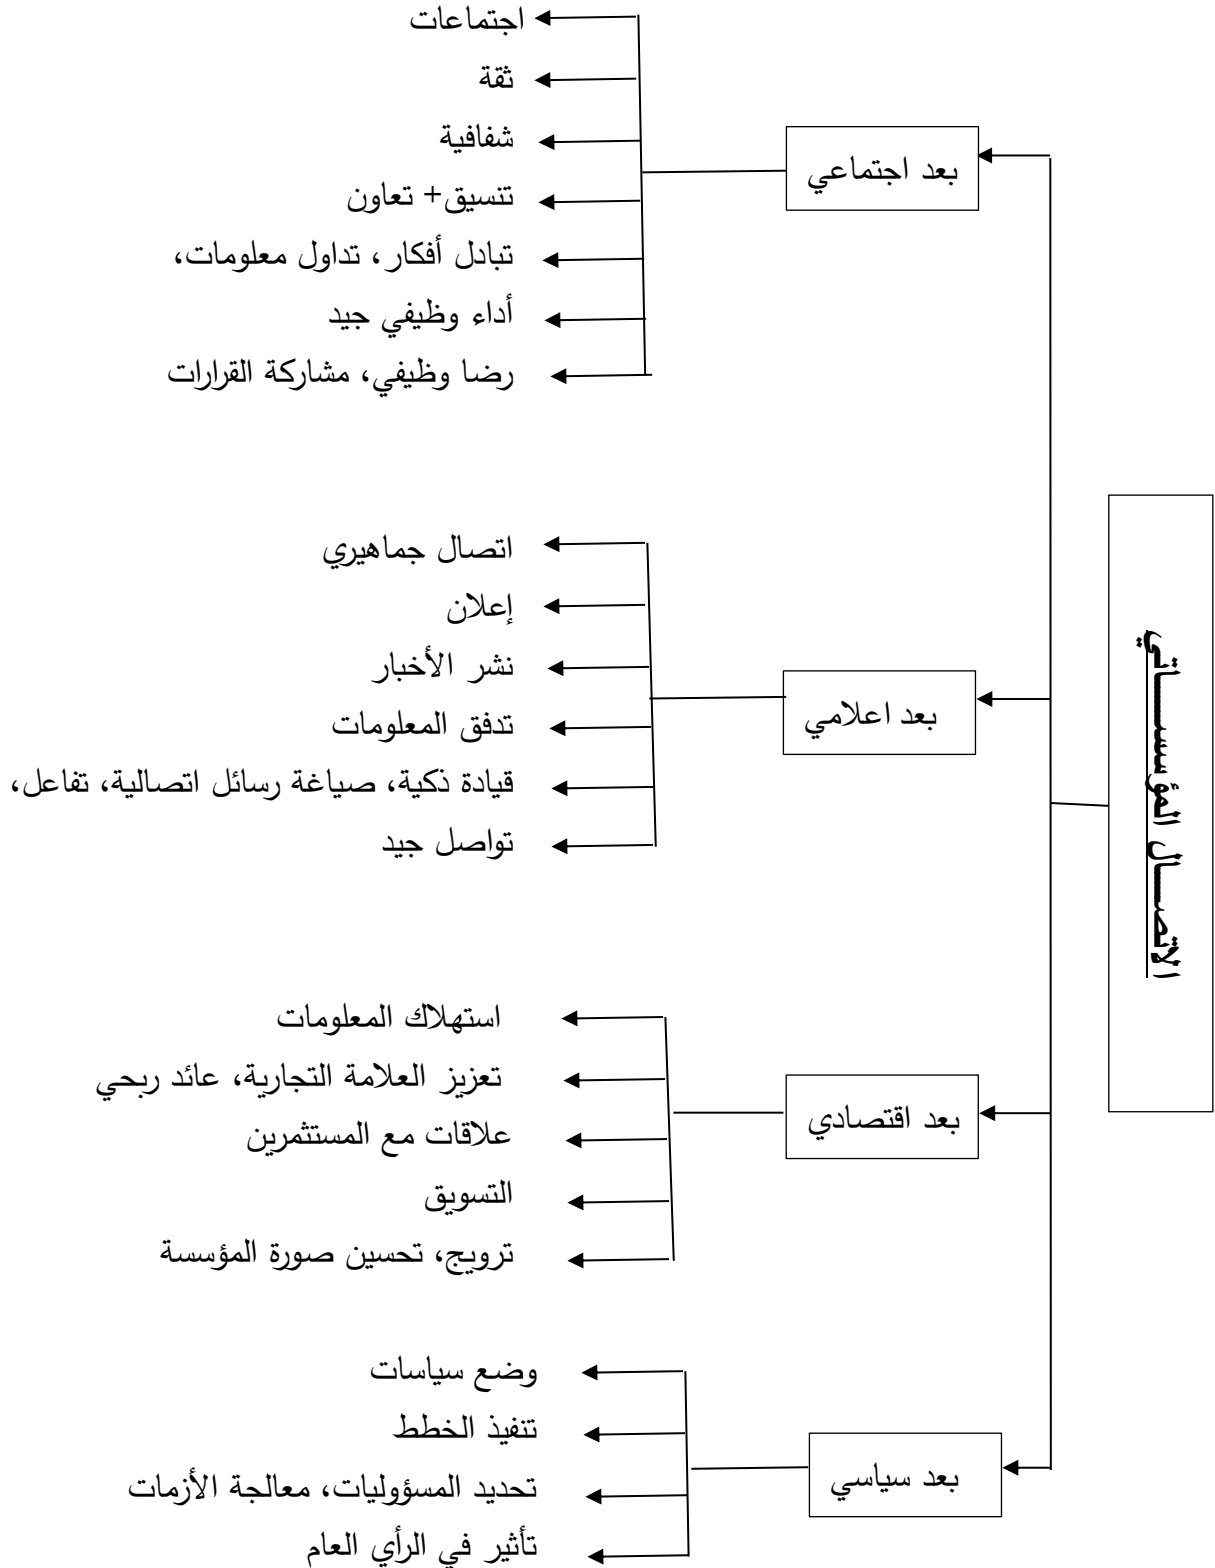 الاتصـــال المؤسســـاتي
بعد اجتماعي
اجتماعات
ثقة
شفافية
تنسيق+ تعاون
تبادل أفكار، تداول معلومات،
أداء وظيفي جيد
رضا وظيفي، مشاركة القرارات
بعد اعلامي
اتصال جماهيري
إعلان
نشر الأخبار
تدفق المعلومات
قيادة ذكية، صياغة رسائل اتصالية، تفاعل،
تواصل جيد
بعد اقتصادي
استهلاك المعلومات
تعزيز العلامة التجارية، عائد ربحي
علاقات مع المستثمرين
التسويق
ترويج، تحسين صورة المؤسسة
بعد سياسي
وضع سياسات
تنفيذ الخطط
تحديد المسؤوليات، معالجة الأزمات
تأثير في الرأي العام